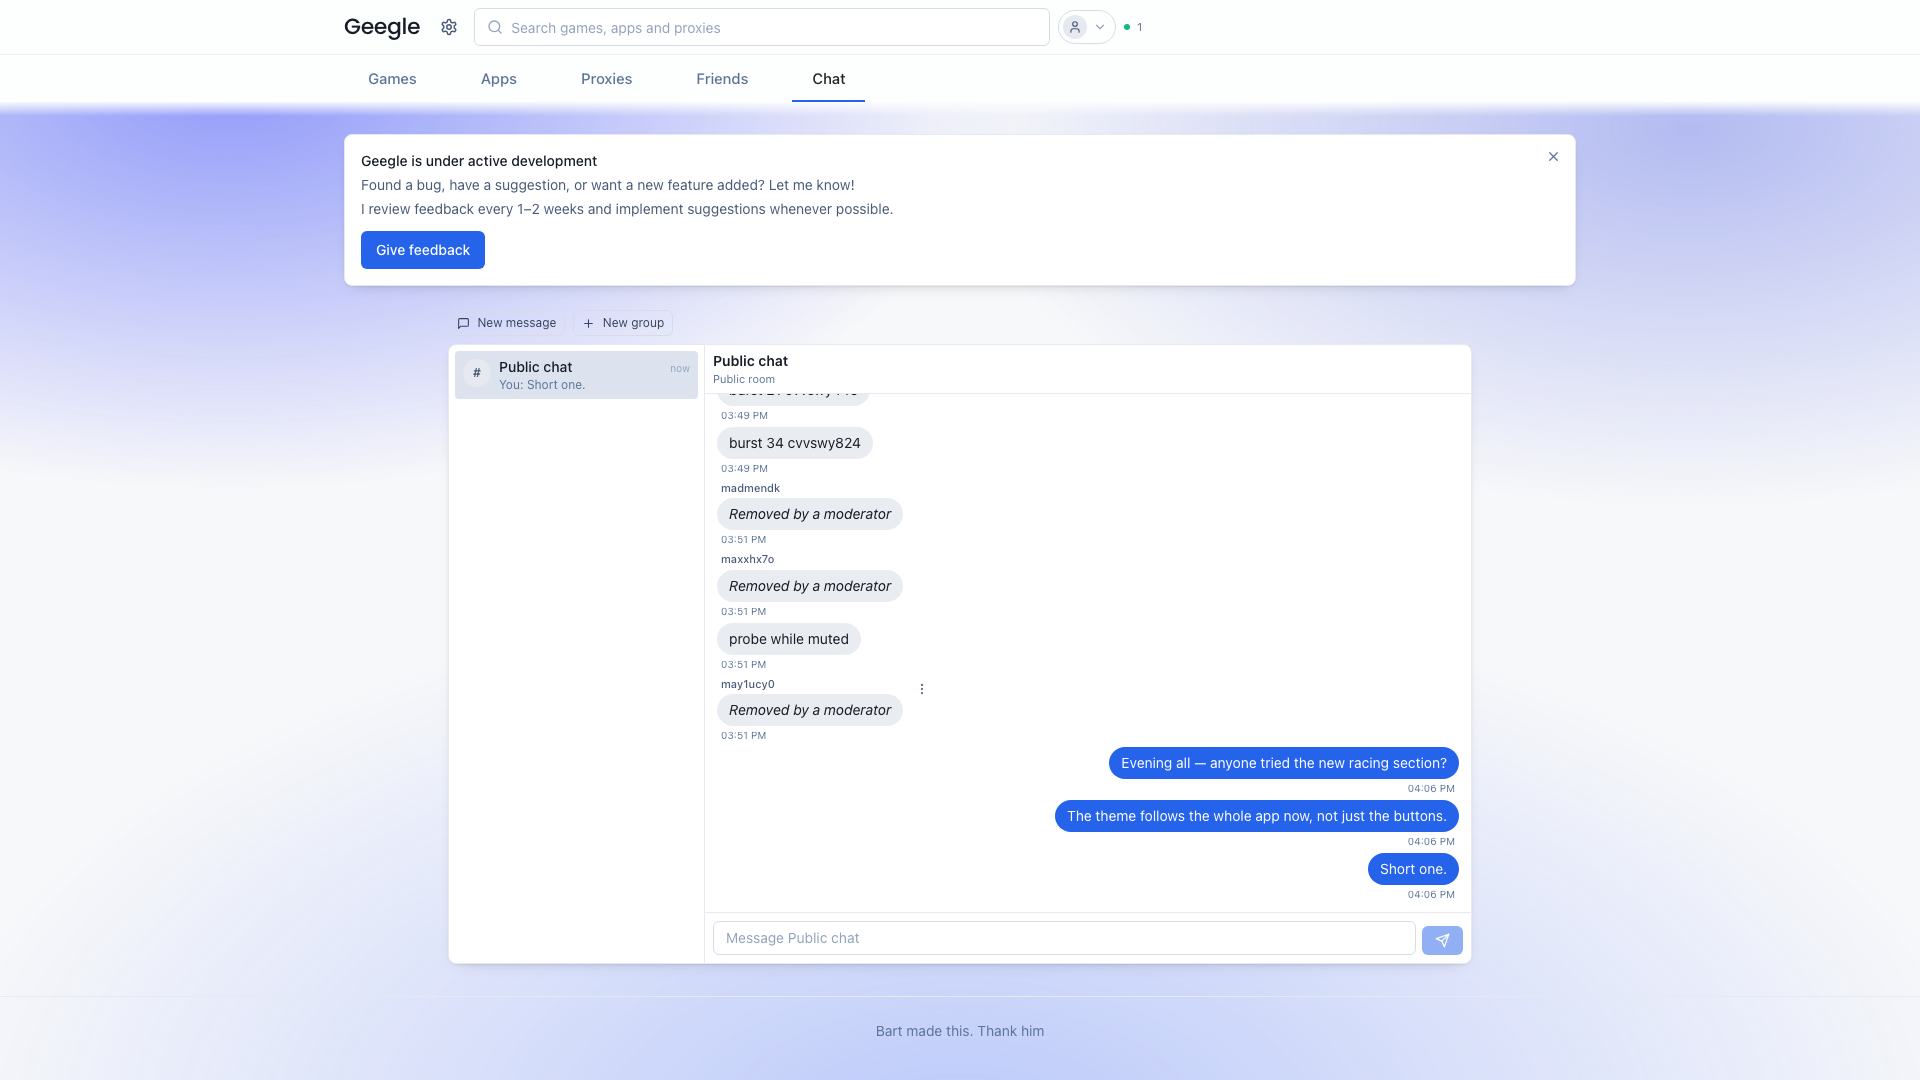 Geegle
Search games, apps and proxies
1
Games
Apps
Proxies
Friends
Chat
Geegle is under active development
Found a bug, have a suggestion, or want a new feature added? Let me know!
I review feedback every 1–2 weeks and implement suggestions whenever possible.
Give feedback
New message
New group
# Public chat
now
You: Short one.
Public chat
Public room
03:49 PM
burst 34 cvvswy824
03:49 PM
madmendk
Removed by a moderator
03:51 PM
maxxhx7o
Removed by a moderator
03:51 PM
probe while muted
03:51 PM
may1ucy0
Removed by a moderator
03:51 PM
Evening all — anyone tried the new racing section?
04:06 PM
The theme follows the whole app now, not just the buttons.
04:06 PM
Short one.
04:06 PM
Message Public chat
Bart made this. Thank him